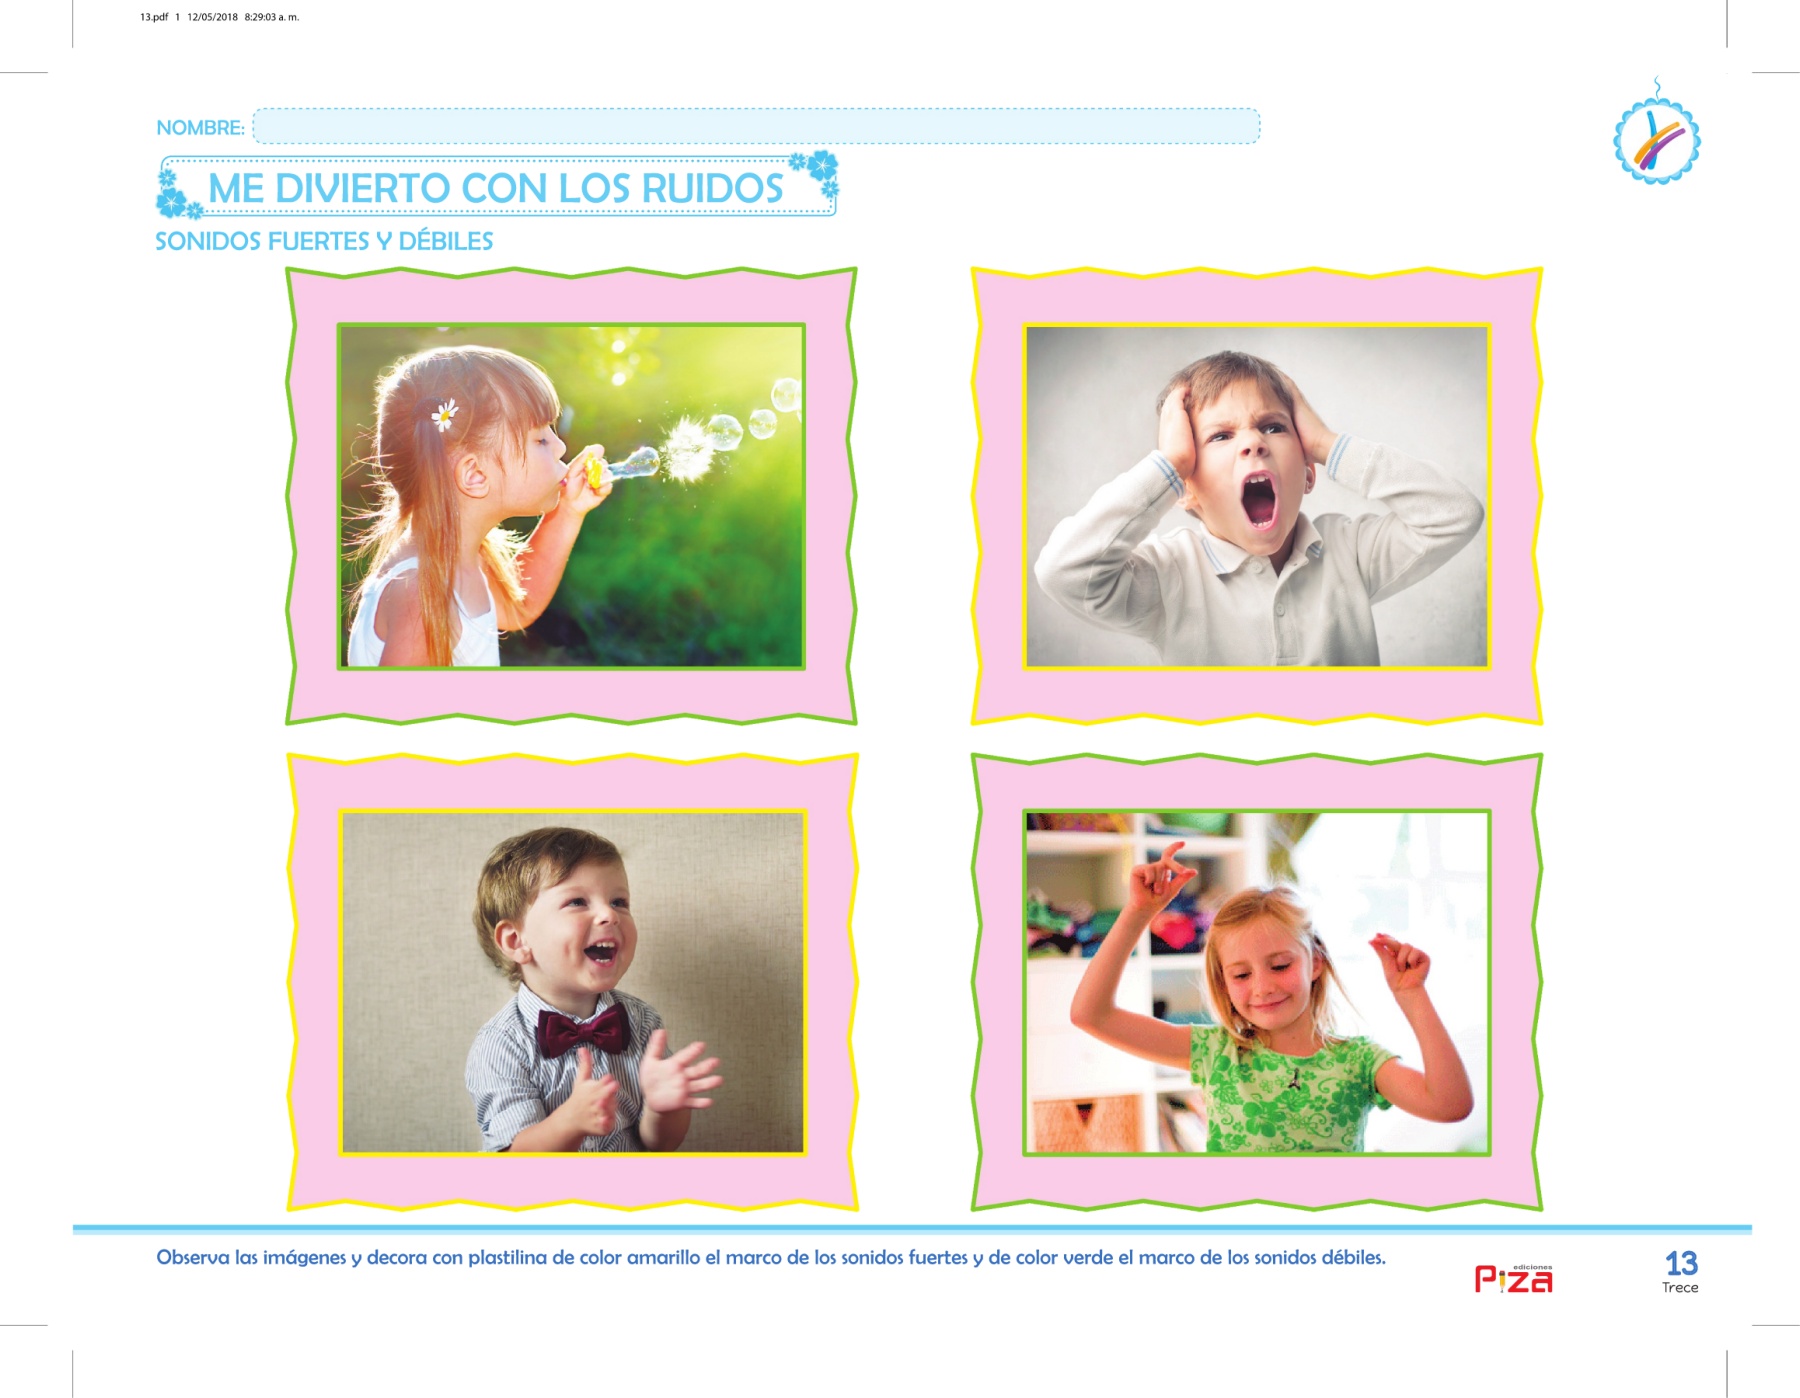 13.pdf 1 12/05/2018 8:29:03 a. m.
NOMBRE:
ME DIVIERTO CON LOS RUIDOS
SONIDOS FUERTES Y DÉBILES
Observa las imágenes y decora con plastilina de color amarillo el marco de los sonidos fuertes y de color verde el marco de los sonidos débiles.
ediciones
Piza
13
Trece